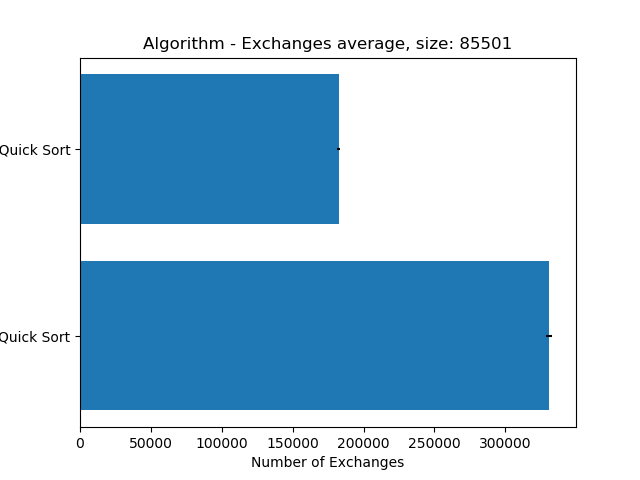 Algorithm - Exchanges average, size: 85501
Quick Sort
Quick Sort
0 50000 100000 150000 200000 250000 300000
Number of Exchanges